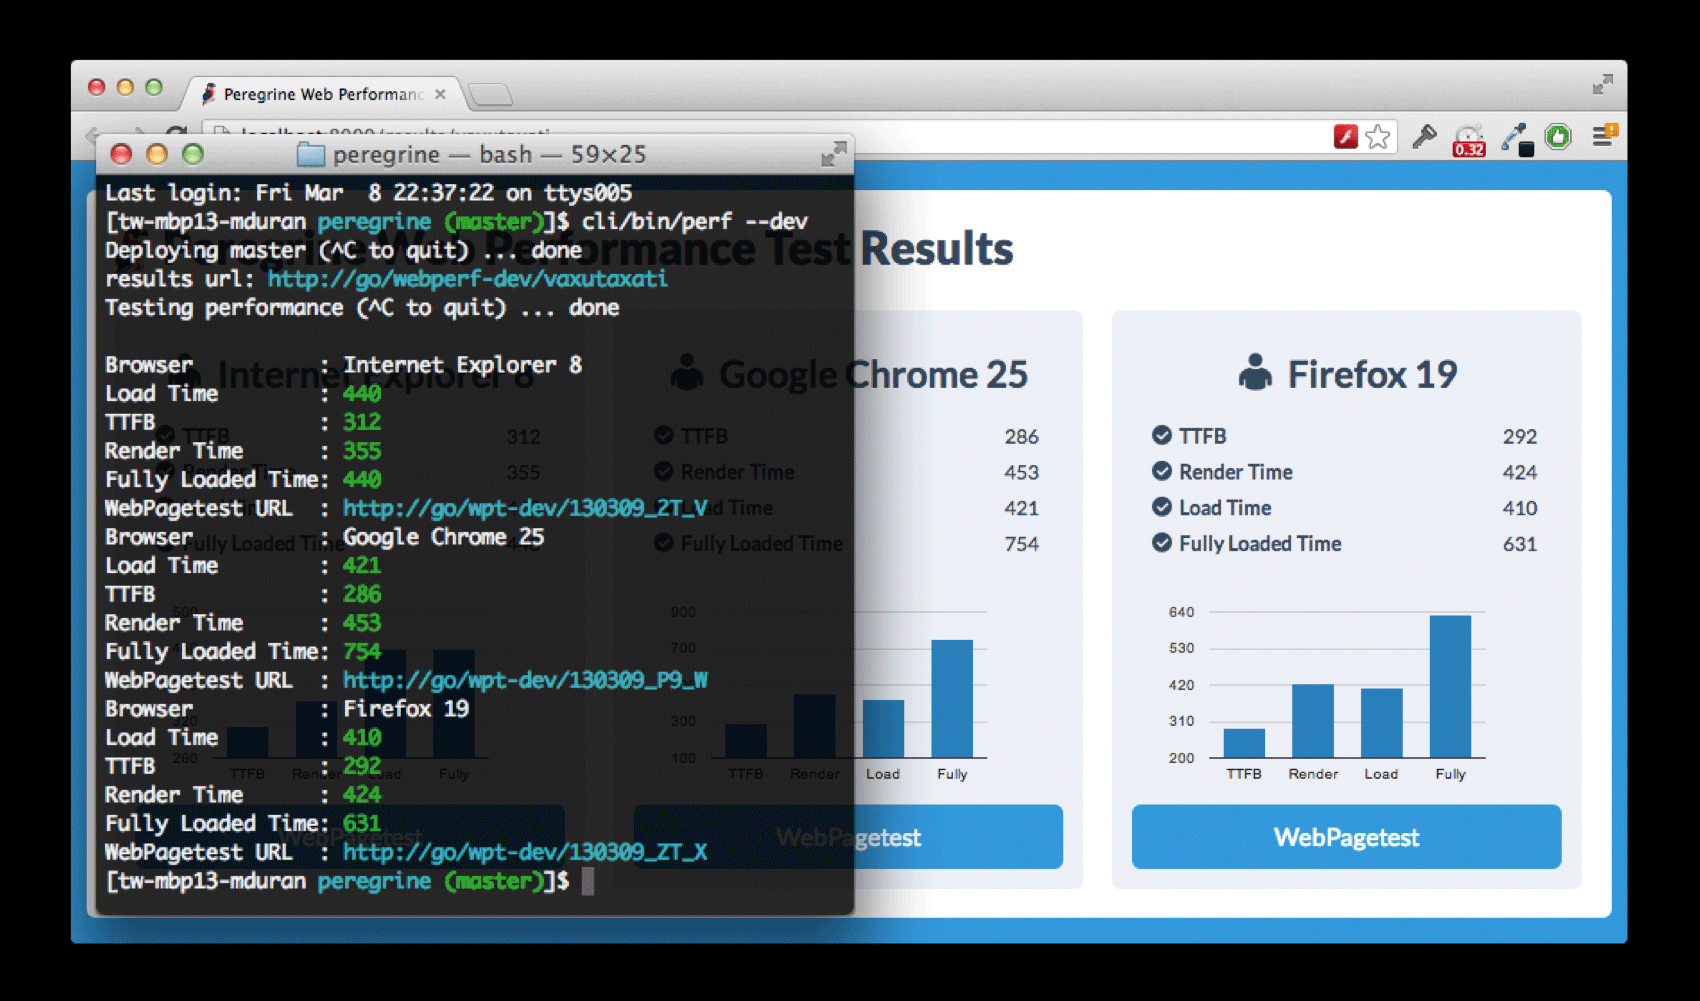 Peregrine Web Performanc
localhost:8000/results/vaxutaxati
0.32
peregrine — bash — 59×25
Last login: Fri Mar  8 22:37:22 on ttys005
[tw-mbp13-mduran peregrine (master)]$ cli/bin/perf --dev
Deploying master (^C to quit) ... done
results url: http://go/webperf-dev/vaxutaxati
Testing performance (^C to quit) ... done
Browser          : Internet Explorer 8
Load Time        : 440
TTFB             : 312
Render Time      : 355
Fully Loaded Time: 440
WebPagetest URL  : http://go/wpt-dev/130309_2T_V
Browser          : Google Chrome 25
Load Time        : 421
TTFB             : 286
Render Time      : 453
Fully Loaded Time: 754
WebPagetest URL  : http://go/wpt-dev/130309_P9_W
Browser          : Firefox 19
Load Time        : 410
TTFB             : 292
Render Time      : 424
Fully Loaded Time: 631
WebPagetest URL  : http://go/wpt-dev/130309_ZT_X
[tw-mbp13-mduran peregrine (master)]$
Peregrine Web Performance Test Results
Internet Explorer 8
TTFB 312
Render Time 355
Fully Loaded Time
500
320
260
TTFB Render Load Fully
WebPagetest
Google Chrome 25
TTFB 286
Render Time 453
Load Time 421
Fully Loaded Time 754
900
700
300
100
TTFB Render Load Fully
WebPagetest
Firefox 19
TTFB 292
Render Time 424
Load Time 410
Fully Loaded Time 631
640
530
420
310
200
TTFB Render Load Fully
WebPagetest